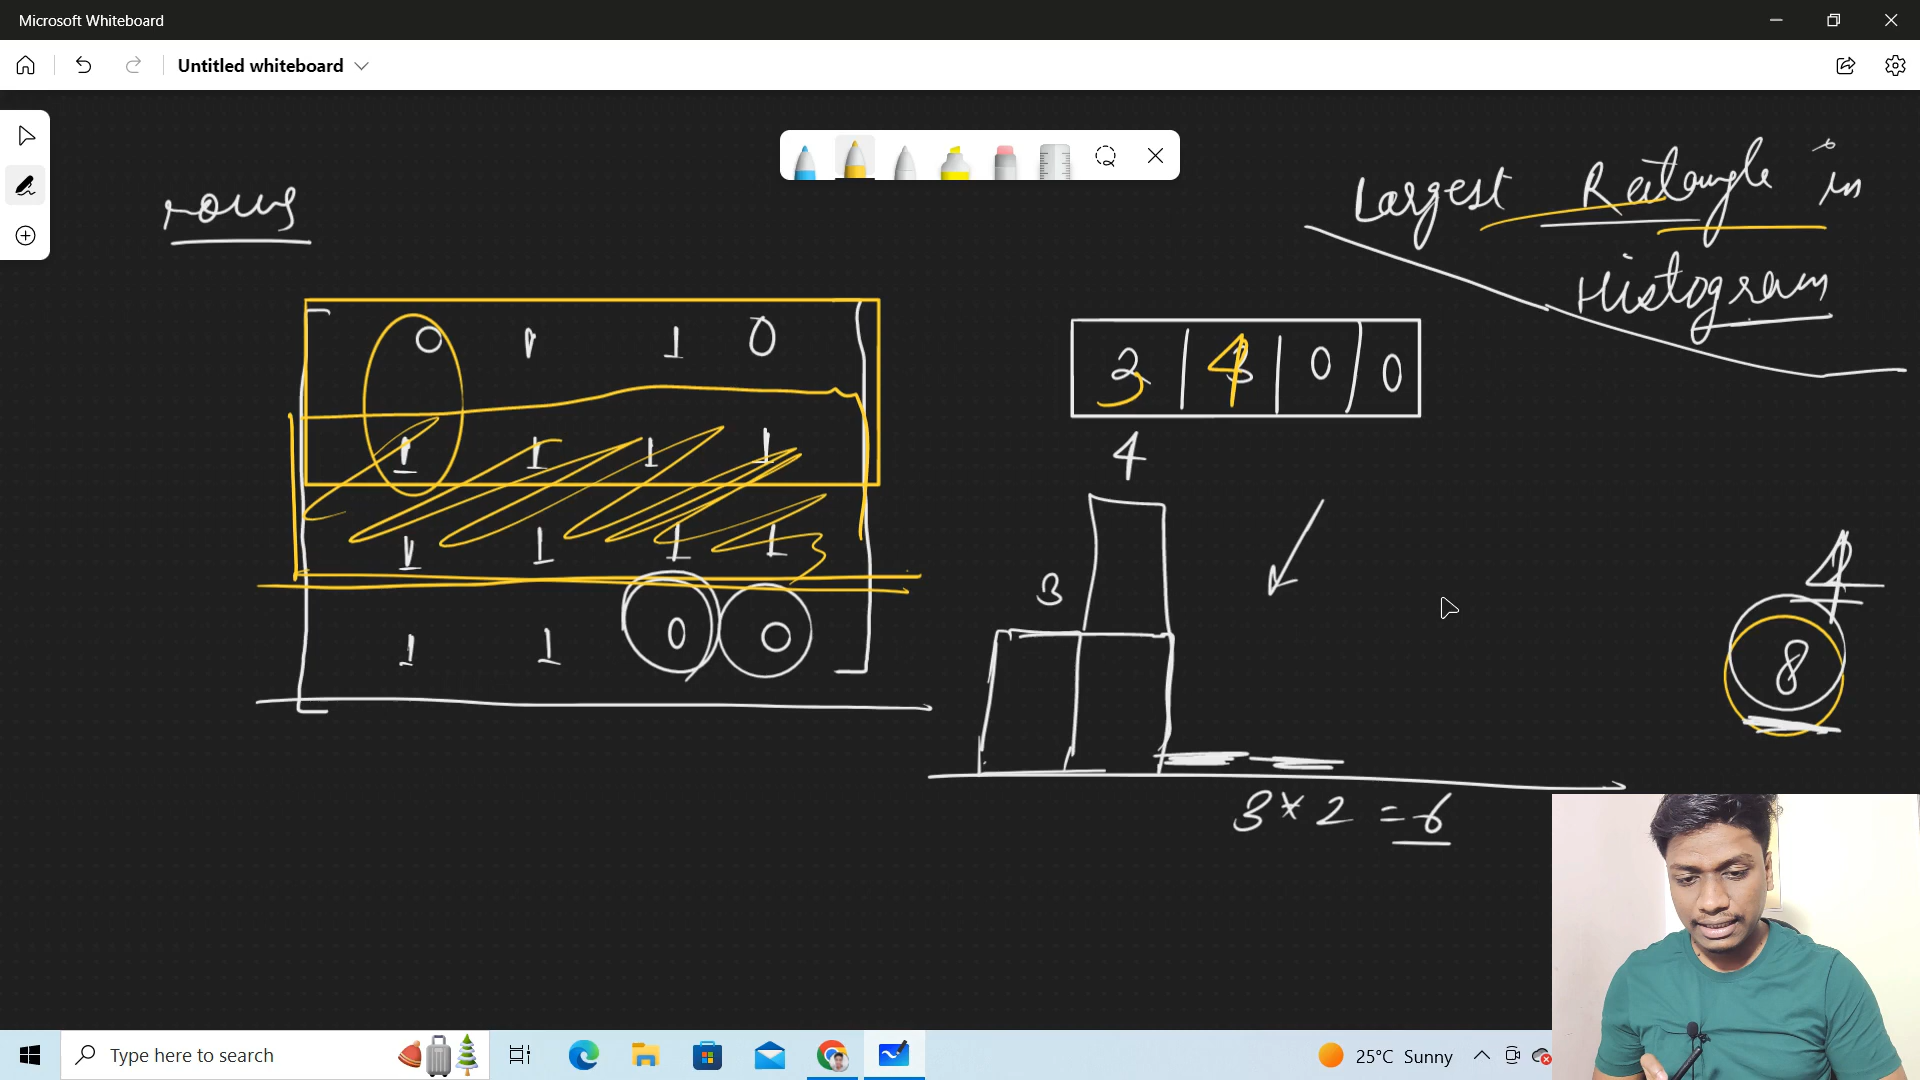 Microsoft Whiteboard
Untitled whiteboard
rows
Largest Rectangle in
Histogram
0 1 1 0
1 1 1 1
1 1 1 1
1 1 0 0
3 4 0 0
4
3
3 * 2 = 6
4
8
Type here to search
25°C Sunny